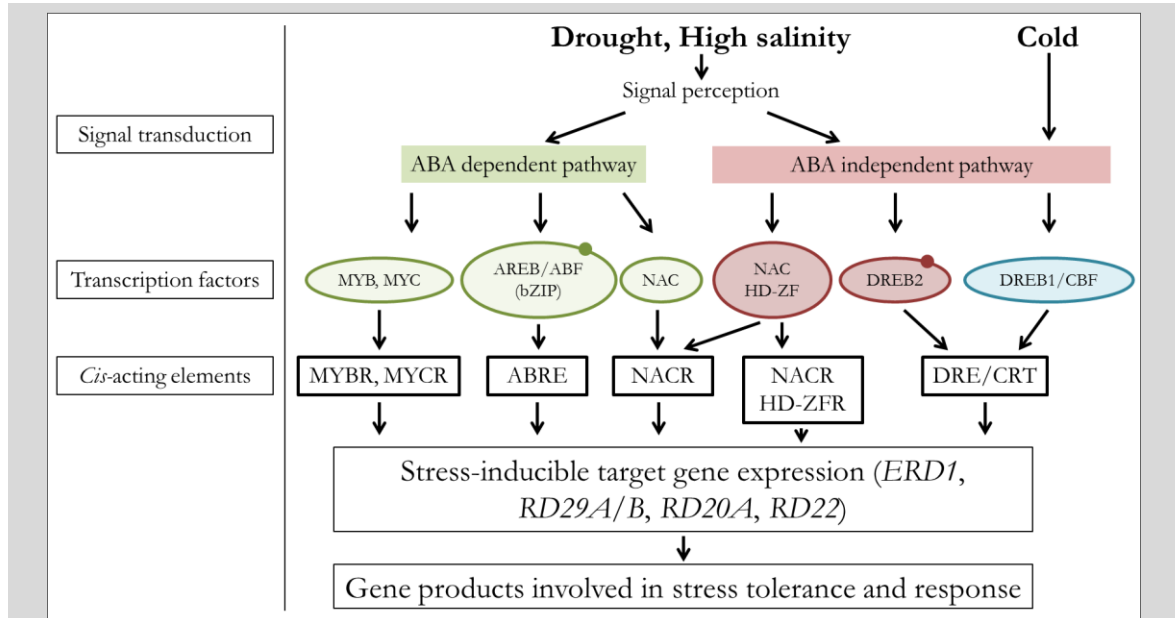 Drought, High salinity
Cold
Signal perception
Signal transduction
ABA dependent pathway
ABA independent pathway
Transcription factors
MYB, MYC
AREB/ABF
(bZIP)
NAC
NAC
HD-ZF
DREB2
DREB1/CBF
Cis-acting elements
MYBR, MYCR
ABRE
NACR
NACR
HD-ZFR
DRE/CRT
Stress-inducible target gene expression (ERD1,
RD29A/B, RD20A, RD22)
Gene products involved in stress tolerance and response